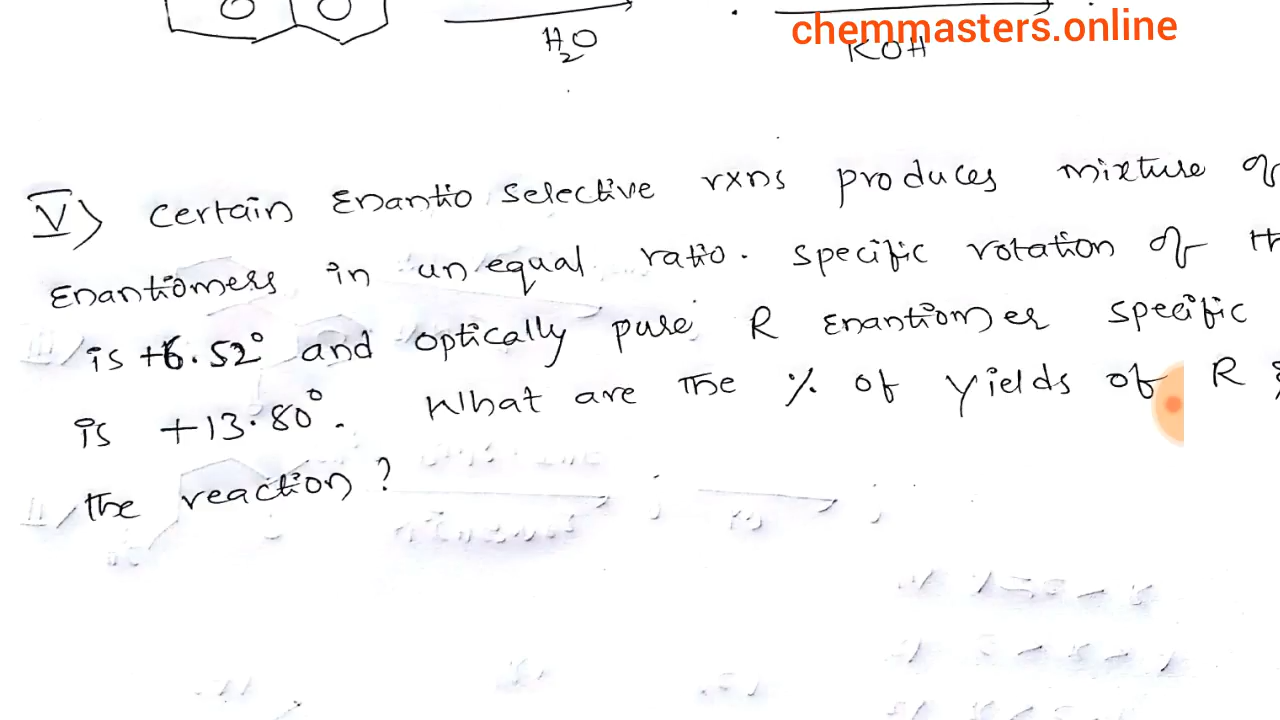 H₂O
chemmasters.online
KOH
V) certain Enantio selective rxns produces mixture of
Enantiomers in unequal ratio. specific rotation of th
is +6.52° and optically pure R Enantiomer specific
is +13.80°. What are the % of yields of R &
the reaction?